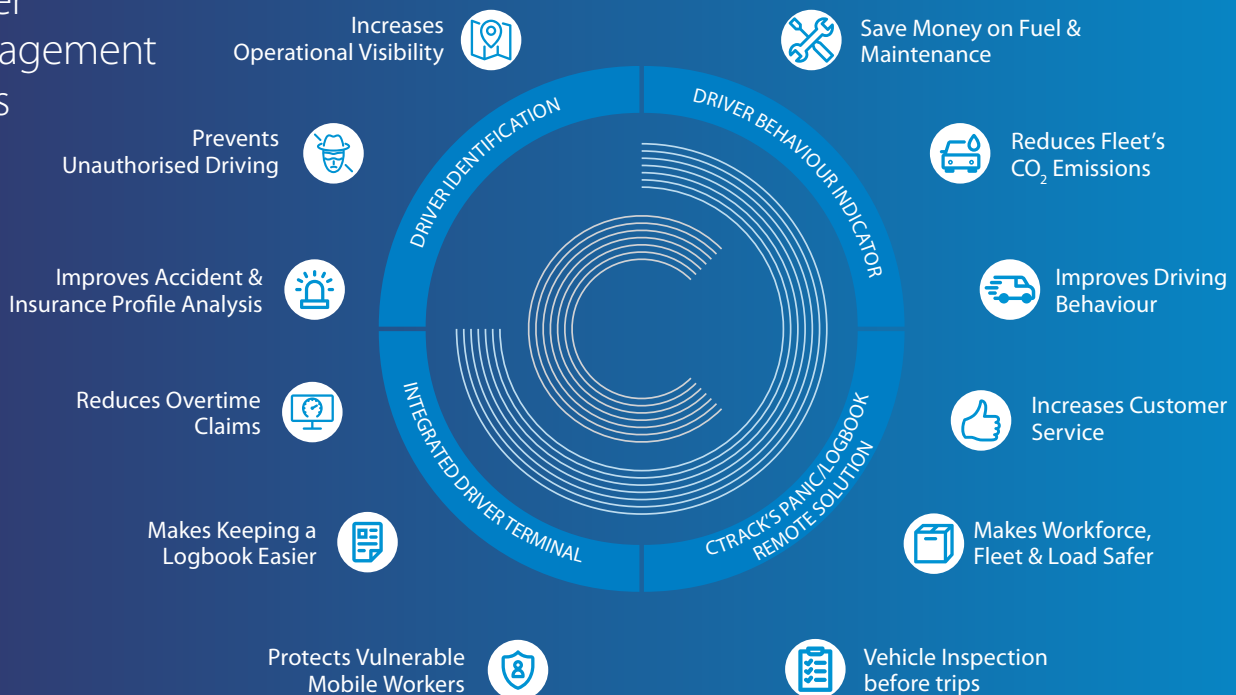 agement
Increases
Operational Visibility
Prevents
Unauthorised Driving
Improves Accident &
Insurance Profile Analysis
Reduces Overtime
Claims
Makes Keeping a
Logbook Easier
Protects Vulnerable
Mobile Workers
DRIVER IDENTIFICATION
DRIVER BEHAVIOUR INDICATOR
INTEGRATED DRIVER TERMINAL
CTRACK'S PANIC/LOGBOOK
REMOTE SOLUTION
Save Money on Fuel &
Maintenance
Reduces Fleet's
CO₂ Emissions
Improves Driving
Behaviour
Increases Customer
Service
Makes Workforce,
Fleet & Load Safer
Vehicle Inspection
before trips